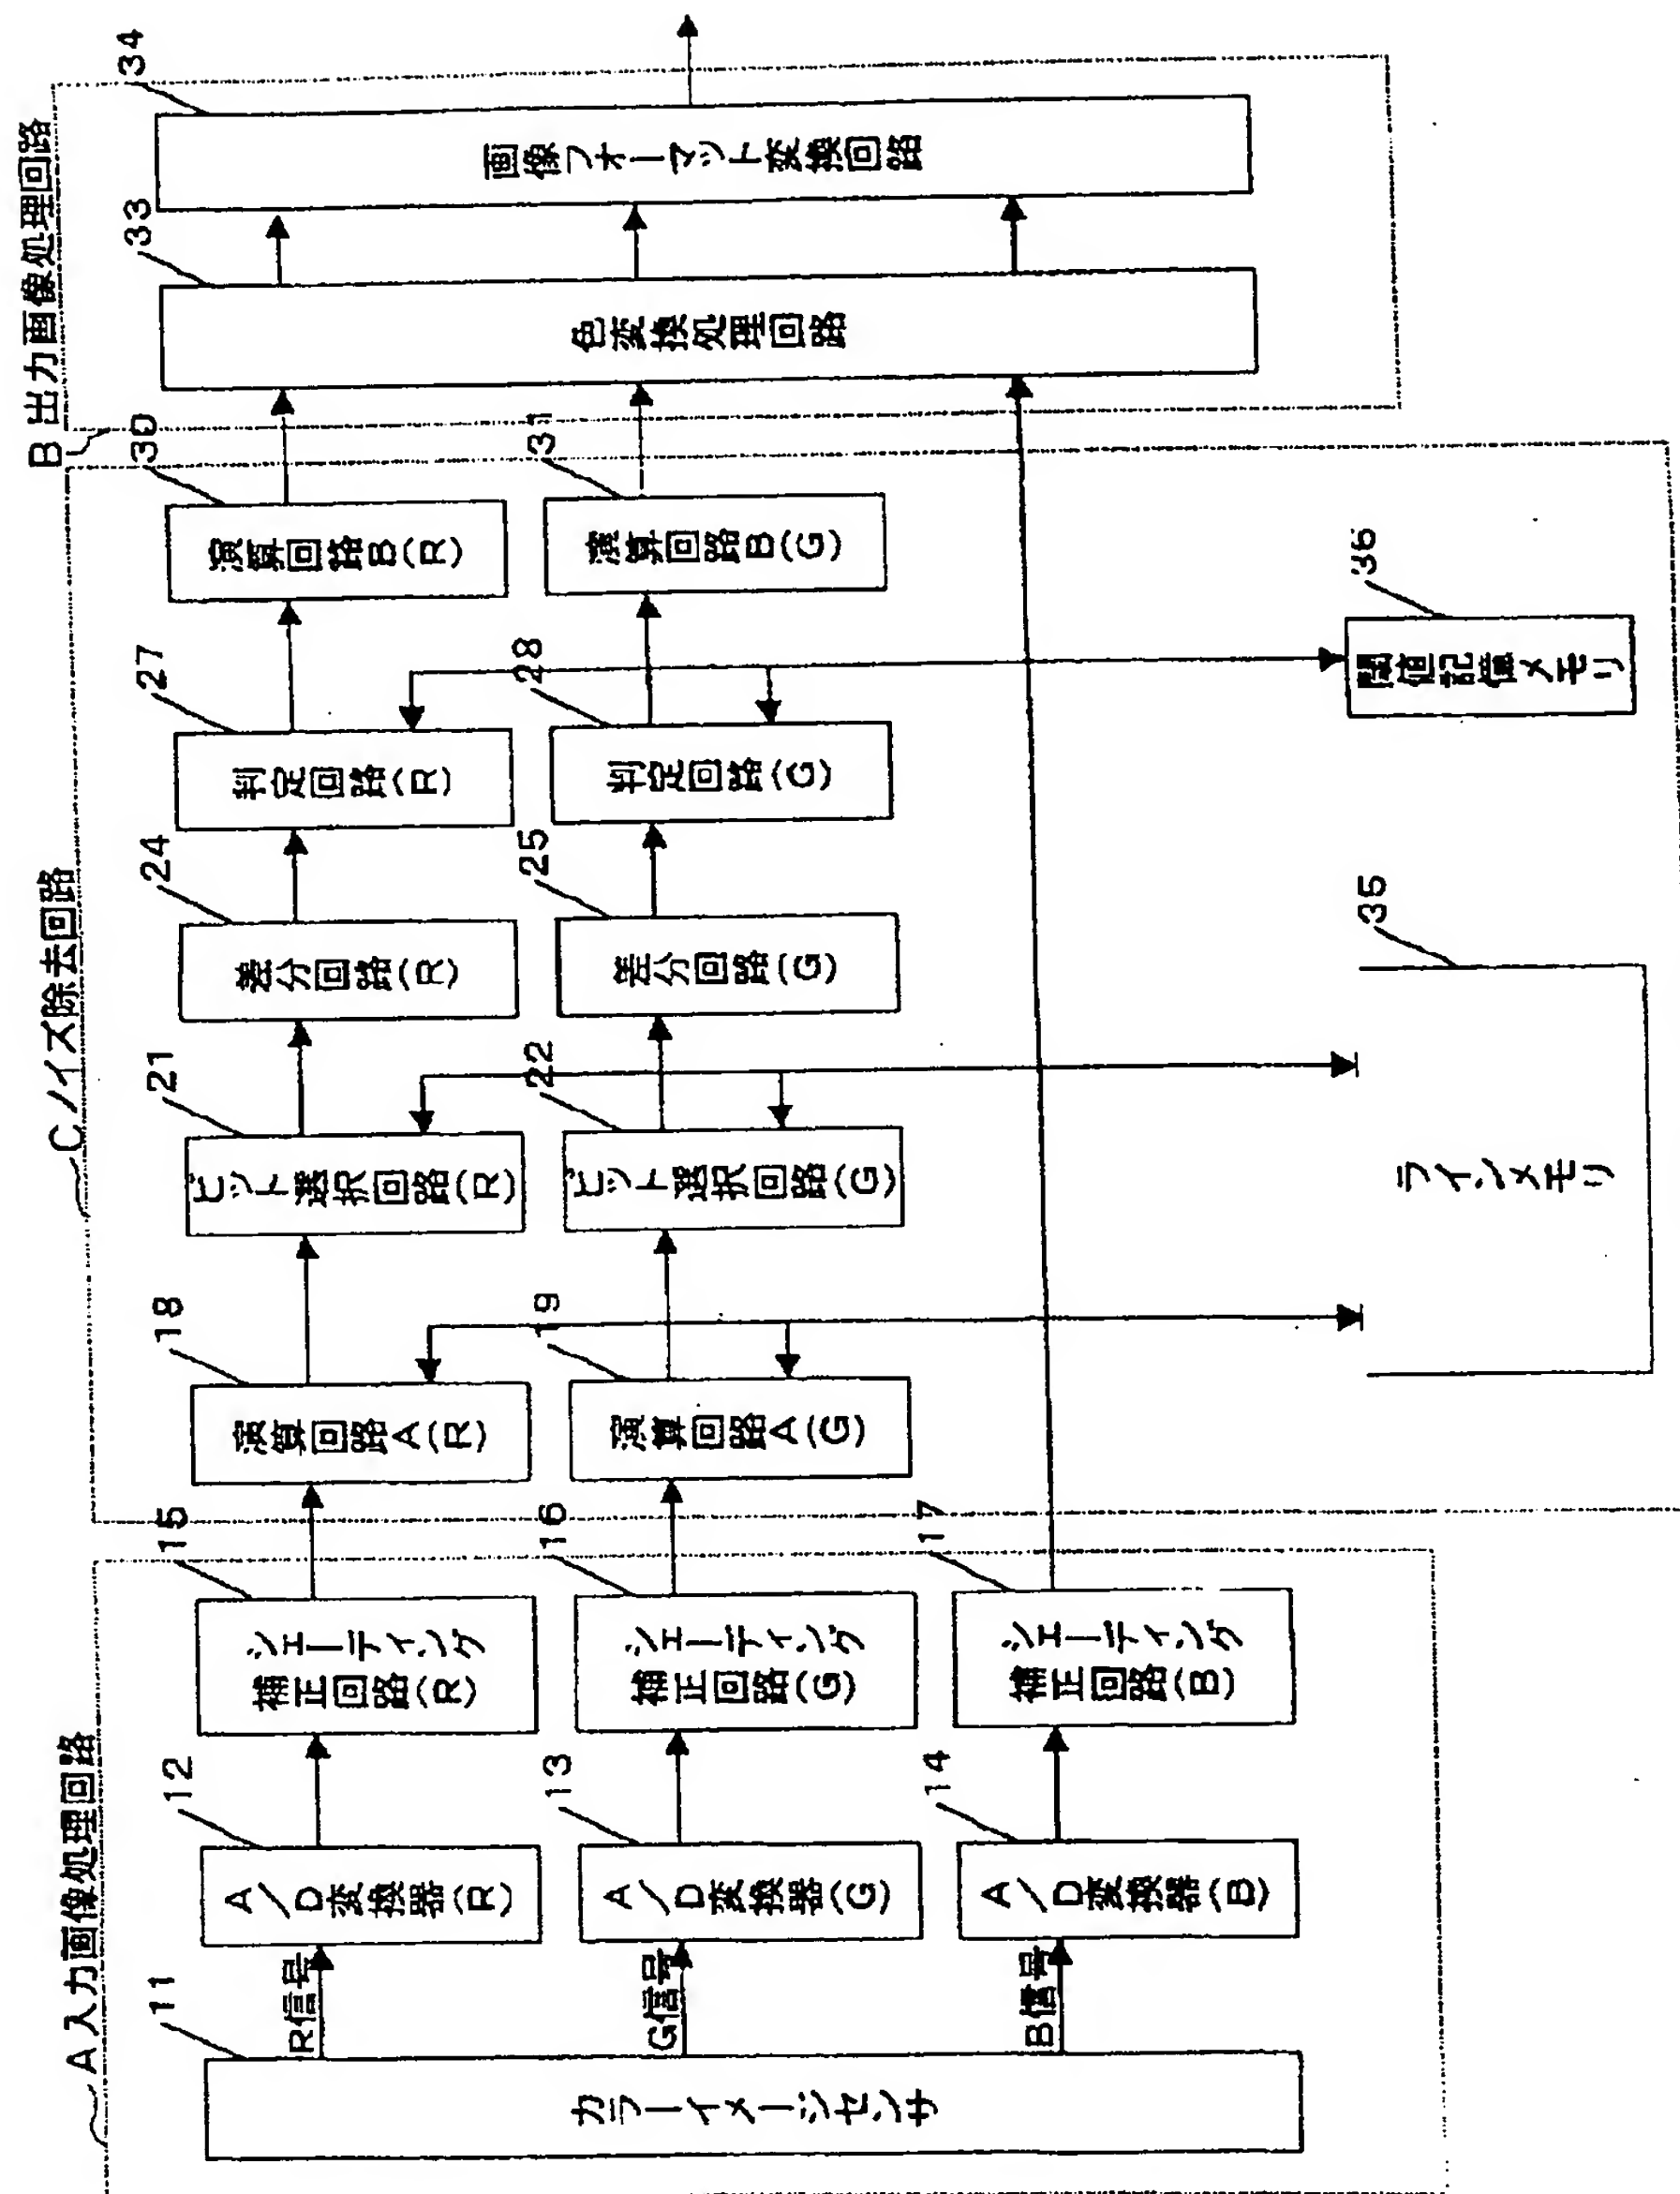 A 入力画像処理回路
11
カラーイメージセンサ
R信号
G信号
B信号
12
A/D変換器(R)
13
A/D変換器(G)
14
A/D変換器(B)
15
シェーディング
補正回路(R)
16
シェーディング
補正回路(G)
17
シェーディング
補正回路(B)
C ノイズ除去回路
18
演算回路A(R)
19
演算回路A(G)
21
ビット選択回路(R)
22
ビット選択回路(G)
24
差分回路(R)
25
差分回路(G)
27
判定回路(R)
28
判定回路(G)
30
演算回路B(R)
31
演算回路B(G)
35
ラインメモリ
36
閾値記値メモリ
B 出力画像処理回路
33
色変換処理回路
34
画像フォーマット変換回路